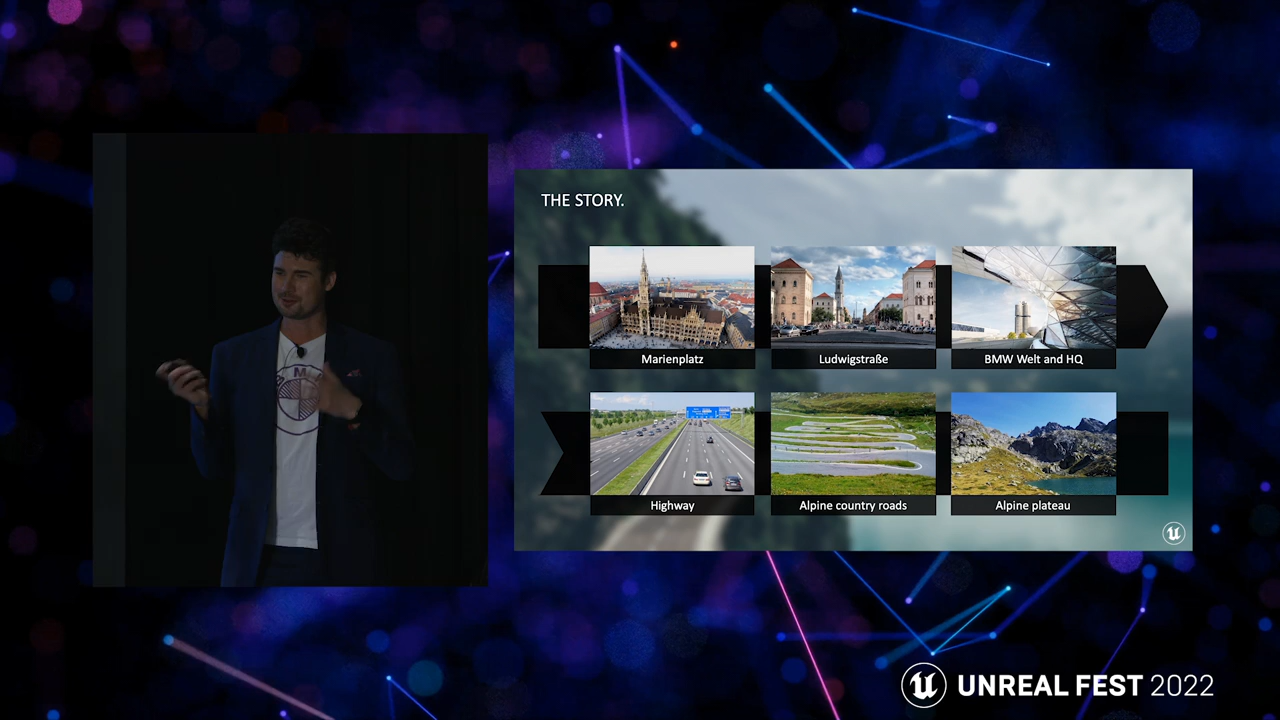 THE STORY.
Marienplatz
Ludwigstraße
BMW Welt and HQ
Highway
Alpine country roads
Alpine plateau
UNREAL FEST 2022